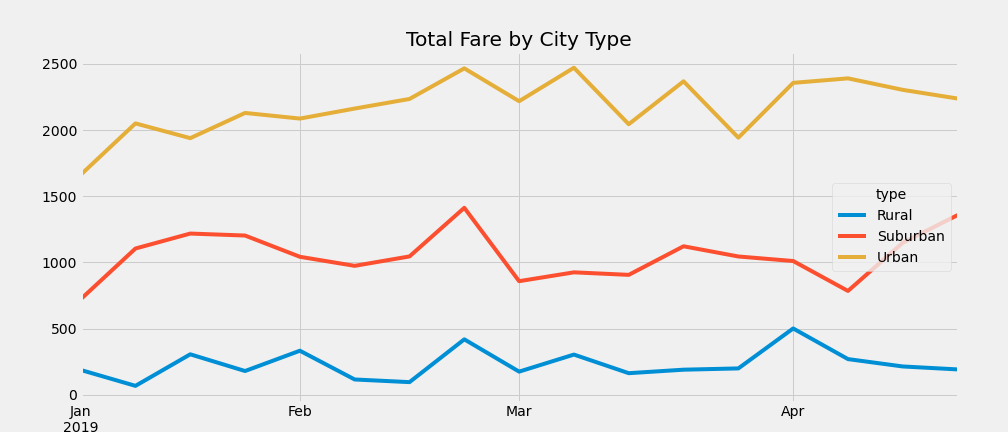 Total Fare by City Type
2500
2000
1500
1000
500
0
type
Rural
Suburban
Urban
Jan
2019
Feb
Mar
Apr